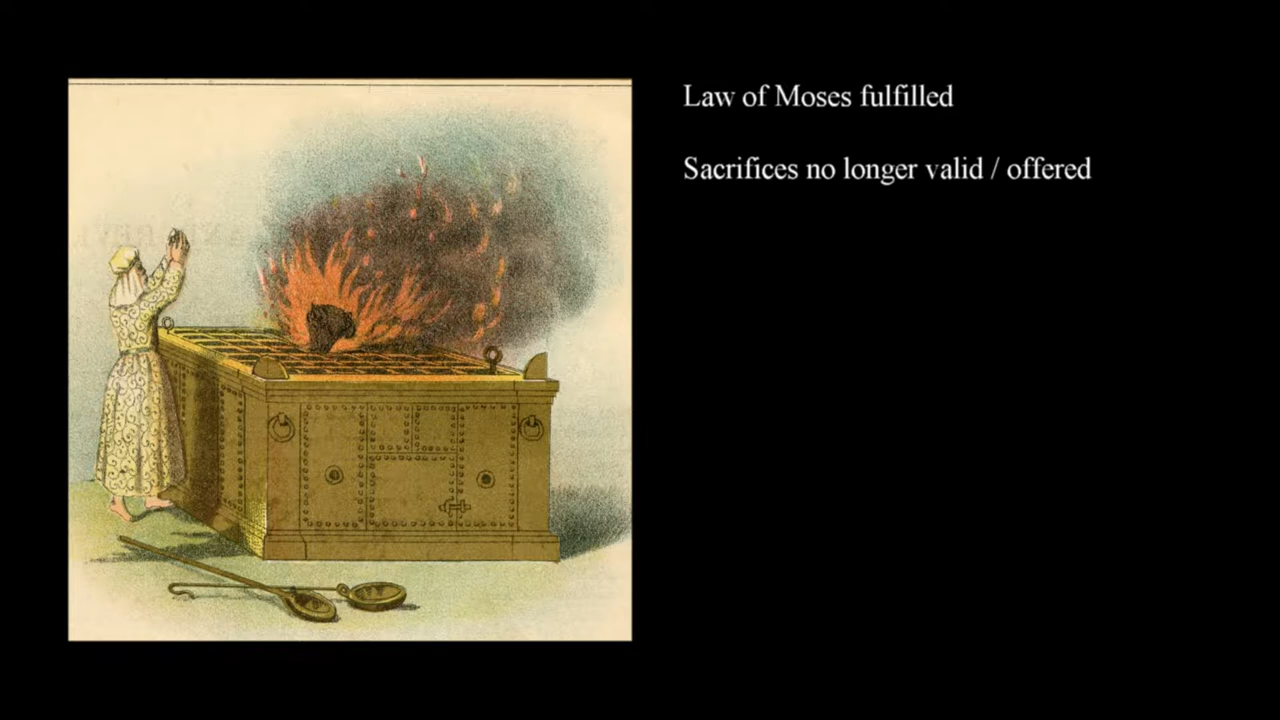 Law of Moses fulfilled
Sacrifices no longer valid / offered